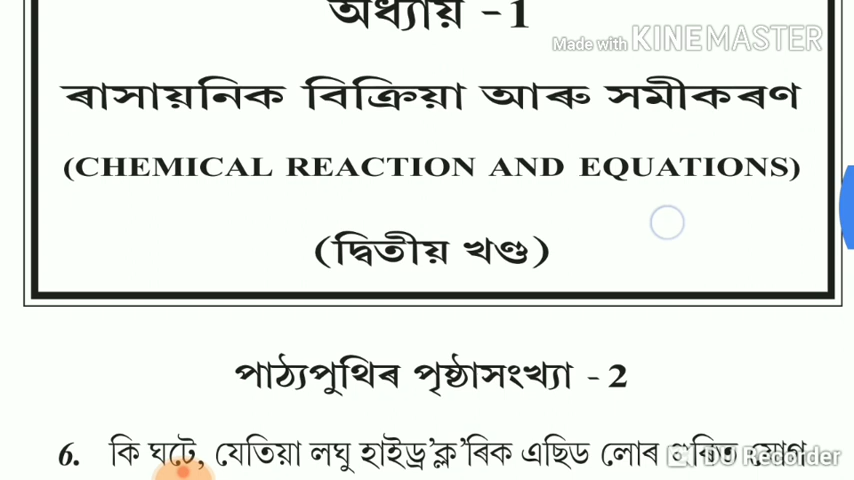 অধ্যায় -1
Made with KINEMASTER
ৰাসায়নিক বিক্ৰিয়া আৰু সমীকৰণ
(CHEMICAL REACTION AND EQUATIONS)
(দ্বিতীয় খণ্ড)
পাঠ্যপুথিৰ পৃষ্ঠাসংখ্যা - 2
6. কি ঘটে, যেতিয়া লঘু হাইড্ৰ'ক্ল'ৰিক এছিড লোৰ
DU Recorder